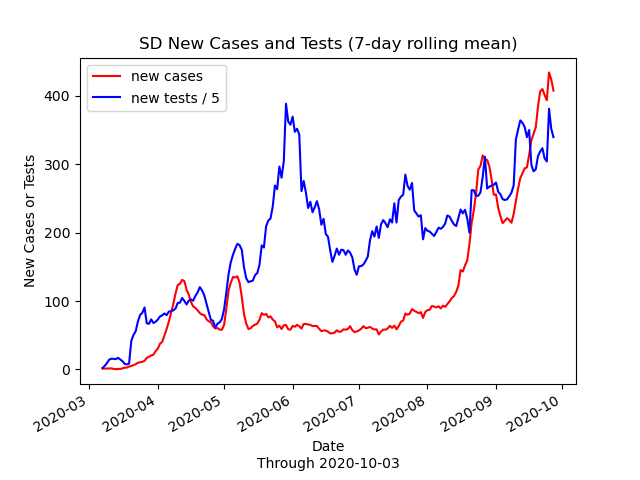 SD New Cases and Tests (7-day rolling mean)
new cases
new tests / 5
New Cases or Tests
400
300
200
100
0
2020-03
2020-04
2020-05
2020-06
2020-07
2020-08
2020-09
2020-10
Date
Through 2020-10-03